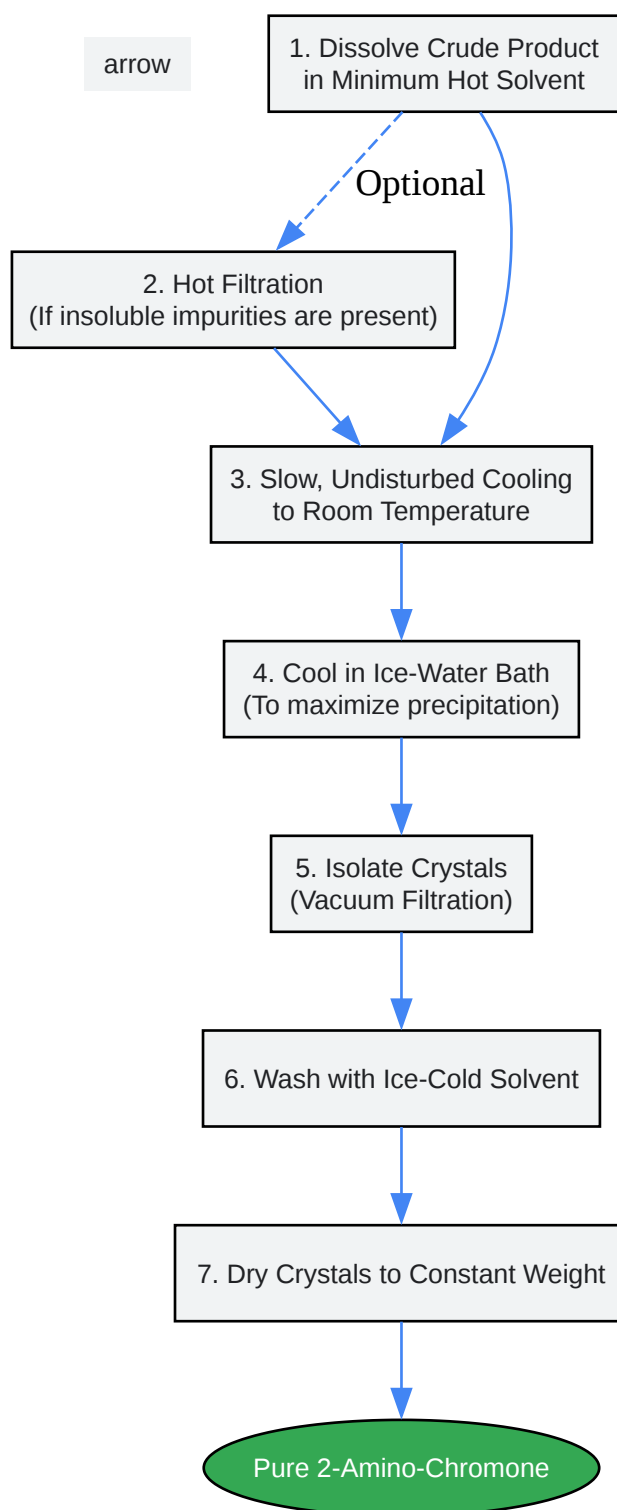 arrow
1. Dissolve Crude Product
in Minimum Hot Solvent
Optional
2. Hot Filtration
(If insoluble impurities are present)
3. Slow, Undisturbed Cooling
to Room Temperature
4. Cool in Ice-Water Bath
(To maximize precipitation)
5. Isolate Crystals
(Vacuum Filtration)
6. Wash with Ice-Cold Solvent
7. Dry Crystals to Constant Weight
Pure 2-Amino-Chromone